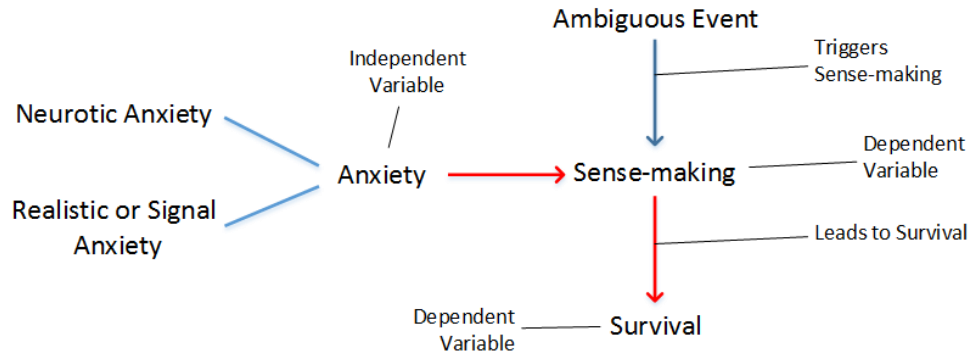 Ambiguous Event
Triggers
Sense-making
Independent
Variable
Neurotic Anxiety
Anxiety
Sense-making
Dependent
Variable
Realistic or Signal
Anxiety
Leads to Survival
Dependent
Variable
Survival